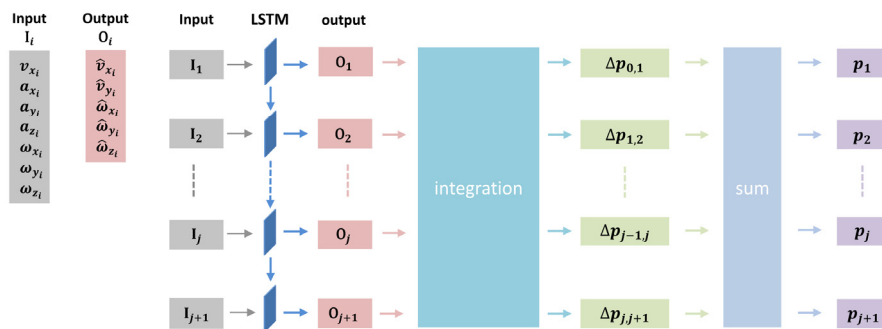 Input Output Input LSTM output
I_i O_i
v_{x_i} v̂_{x_i} I_1 O_1 Δp_{0,1} p_1
a_{x_i} v̂_{y_i}
a_{y_i} ω̂_{x_i}
a_{z_i} ω̂_{y_i} I_2 O_2 Δp_{1,2} p_2
ω_{x_i} ω̂_{z_i}
ω_{y_i}
ω_{z_i} integration sum
I_j O_j Δp_{j−1,j} p_j
I_{j+1} O_{j+1} Δp_{j,j+1} p_{j+1}